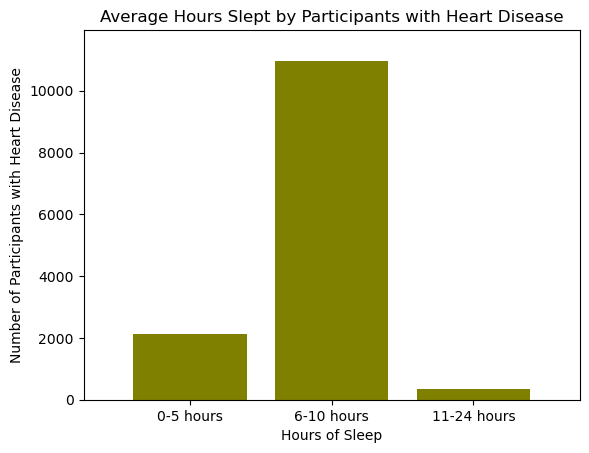 Average Hours Slept by Participants with Heart Disease
Number of Participants with Heart Disease
10000
8000
6000
4000
2000
0
0-5 hours
6-10 hours
11-24 hours
Hours of Sleep